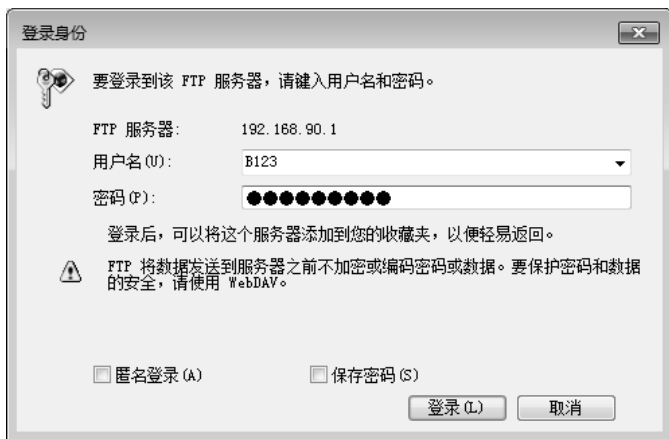 登录身份
要登录到该 FTP 服务器，请键入用户名和密码。
FTP 服务器: 192.168.90.1
用户名(U): B123
密码(P): ●●●●●●●●●
登录后，可以将这个服务器添加到您的收藏夹，以便轻易返回。
FTP 将数据发送到服务器之前不加密或编码密码或数据。要保护密码和数据
的安全，请使用 WebDAV。
匿名登录(A) 保存密码(S)
登录(L) 取消